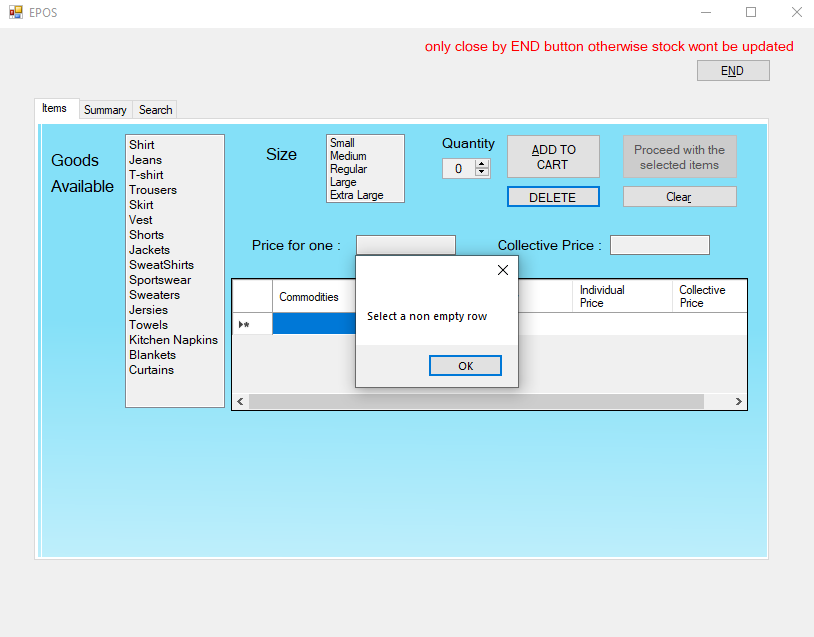 EPOS
only close by END button otherwise stock wont be updated
END
Items
Summary
Search
Goods
Available
Shirt
Jeans
T-shirt
Trousers
Skirt
Vest
Shorts
Jackets
SweatShirts
Sportswear
Sweaters
Jersies
Towels
Kitchen Napkins
Blankets
Curtains
Size
Small
Medium
Regular
Large
Extra Large
Quantity
0
ADD TO
CART
DELETE
Proceed with the
selected items
Clear
Price for one :
Collective Price :
Commodities
Individual
Price
Collective
Price
Select a non empty row
OK